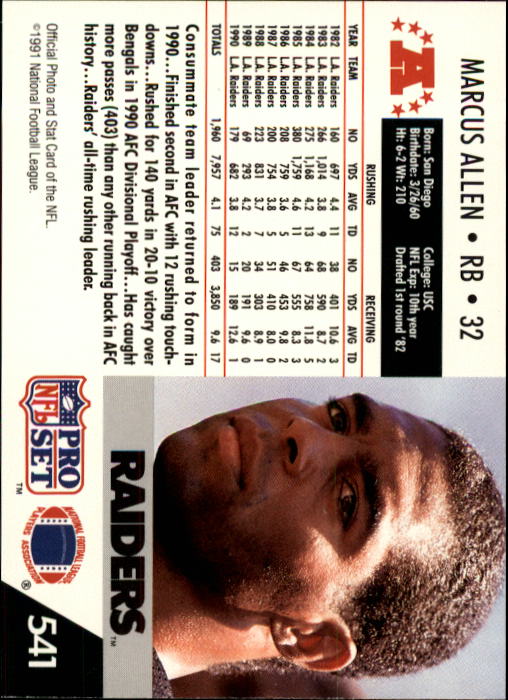 MARCUS ALLEN • RB • 32
A
Born: San Diego College: USC
Birthdate: 3/26/60 NFL Exp: 10th year
Ht: 6-2 Wt: 210 Drafted 1st round '82
RUSHING RECEIVING
YEAR TEAM NO YDS AVG TD NO YDS AVG TD
1982 L.A. Raiders 160 697 4.4 11 38 401 10.6 3
1983 L.A. Raiders 266 1,014 3.8 9 68 590 8.7 2
1984 L.A. Raiders 275 1,168 4.2 13 64 758 11.8 5
1985 L.A. Raiders 380 1,759 4.6 11 67 555 8.3 3
1986 L.A. Raiders 208 759 3.6 5 46 453 9.8 2
1987 L.A. Raiders 200 754 3.8 5 51 410 8.0 0
1988 L.A. Raiders 223 831 3.7 7 34 303 8.9 1
1989 L.A. Raiders 69 293 4.2 2 20 191 9.6 0
1990 L.A. Raiders 179 682 3.8 12 15 189 12.6 1
TOTALS 1,960 7,957 4.1 75 403 3,850 9.6 17
Consummate team leader returned to form in
1990...Finished second in AFC with 12 rushing touch-
downs...Rushed for 140 yards in 20-10 victory over
Bengals in 1990 AFC Divisional Playoff...Has caught
more passes (403) than any other running back in AFC
history...Raiders' all-time rushing leader.
Official Photo and Stat Card of the NFL.
©1991 National Football League.
RAIDERS™
PRO
NFL
SET™
NATIONAL FOOTBALL LEAGUE
PLAYERS ASSOCIATION®
541